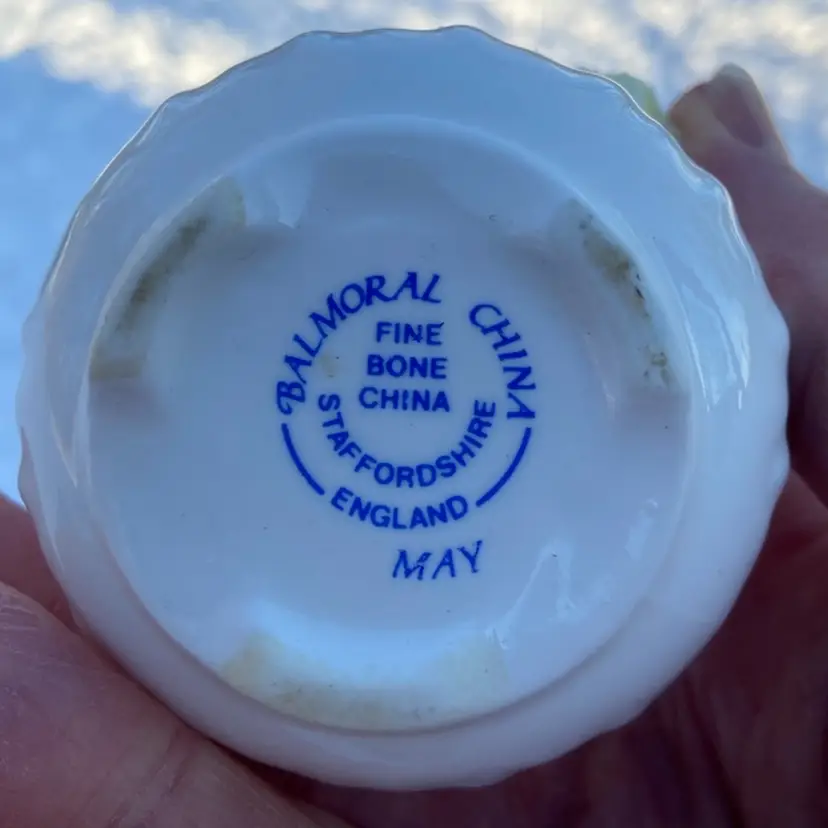 BALMORAL CHINA
FINE
BONE
CHINA
STAFFORDSHIRE
ENGLAND
MAY